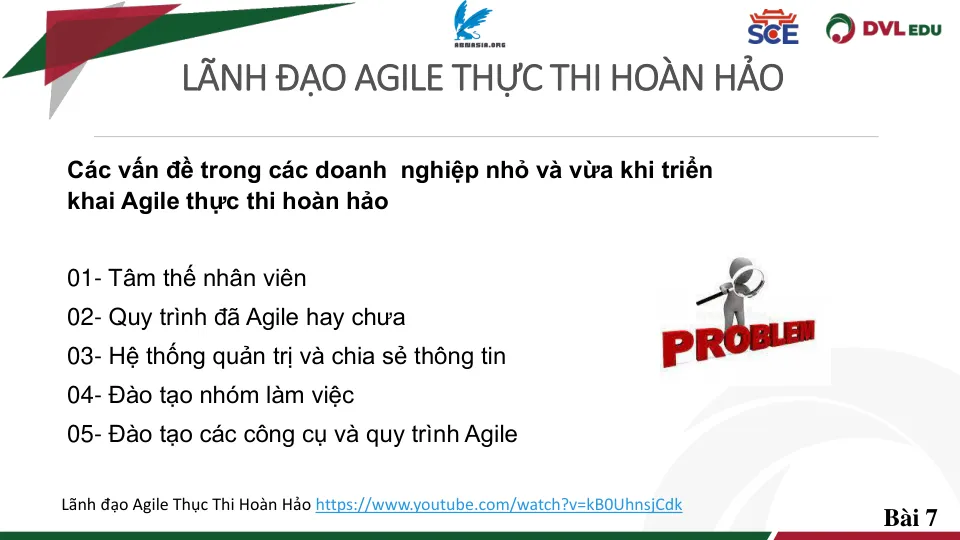 ARMASIA.ORG
SCE
DVL EDU
LÃNH ĐẠO AGILE THỰC THI HOÀN HẢO
Các vấn đề trong các doanh nghiệp nhỏ và vừa khi triển
khai Agile thực thi hoàn hảo
01- Tâm thế nhân viên
02- Quy trình đã Agile hay chưa
03- Hệ thống quản trị và chia sẻ thông tin
04- Đào tạo nhóm làm việc
05- Đào tạo các công cụ và quy trình Agile
PROBLEM
Lãnh đạo Agile Thục Thi Hoàn Hảo https://www.youtube.com/watch?v=kB0UhnsjCdk
Bài 7